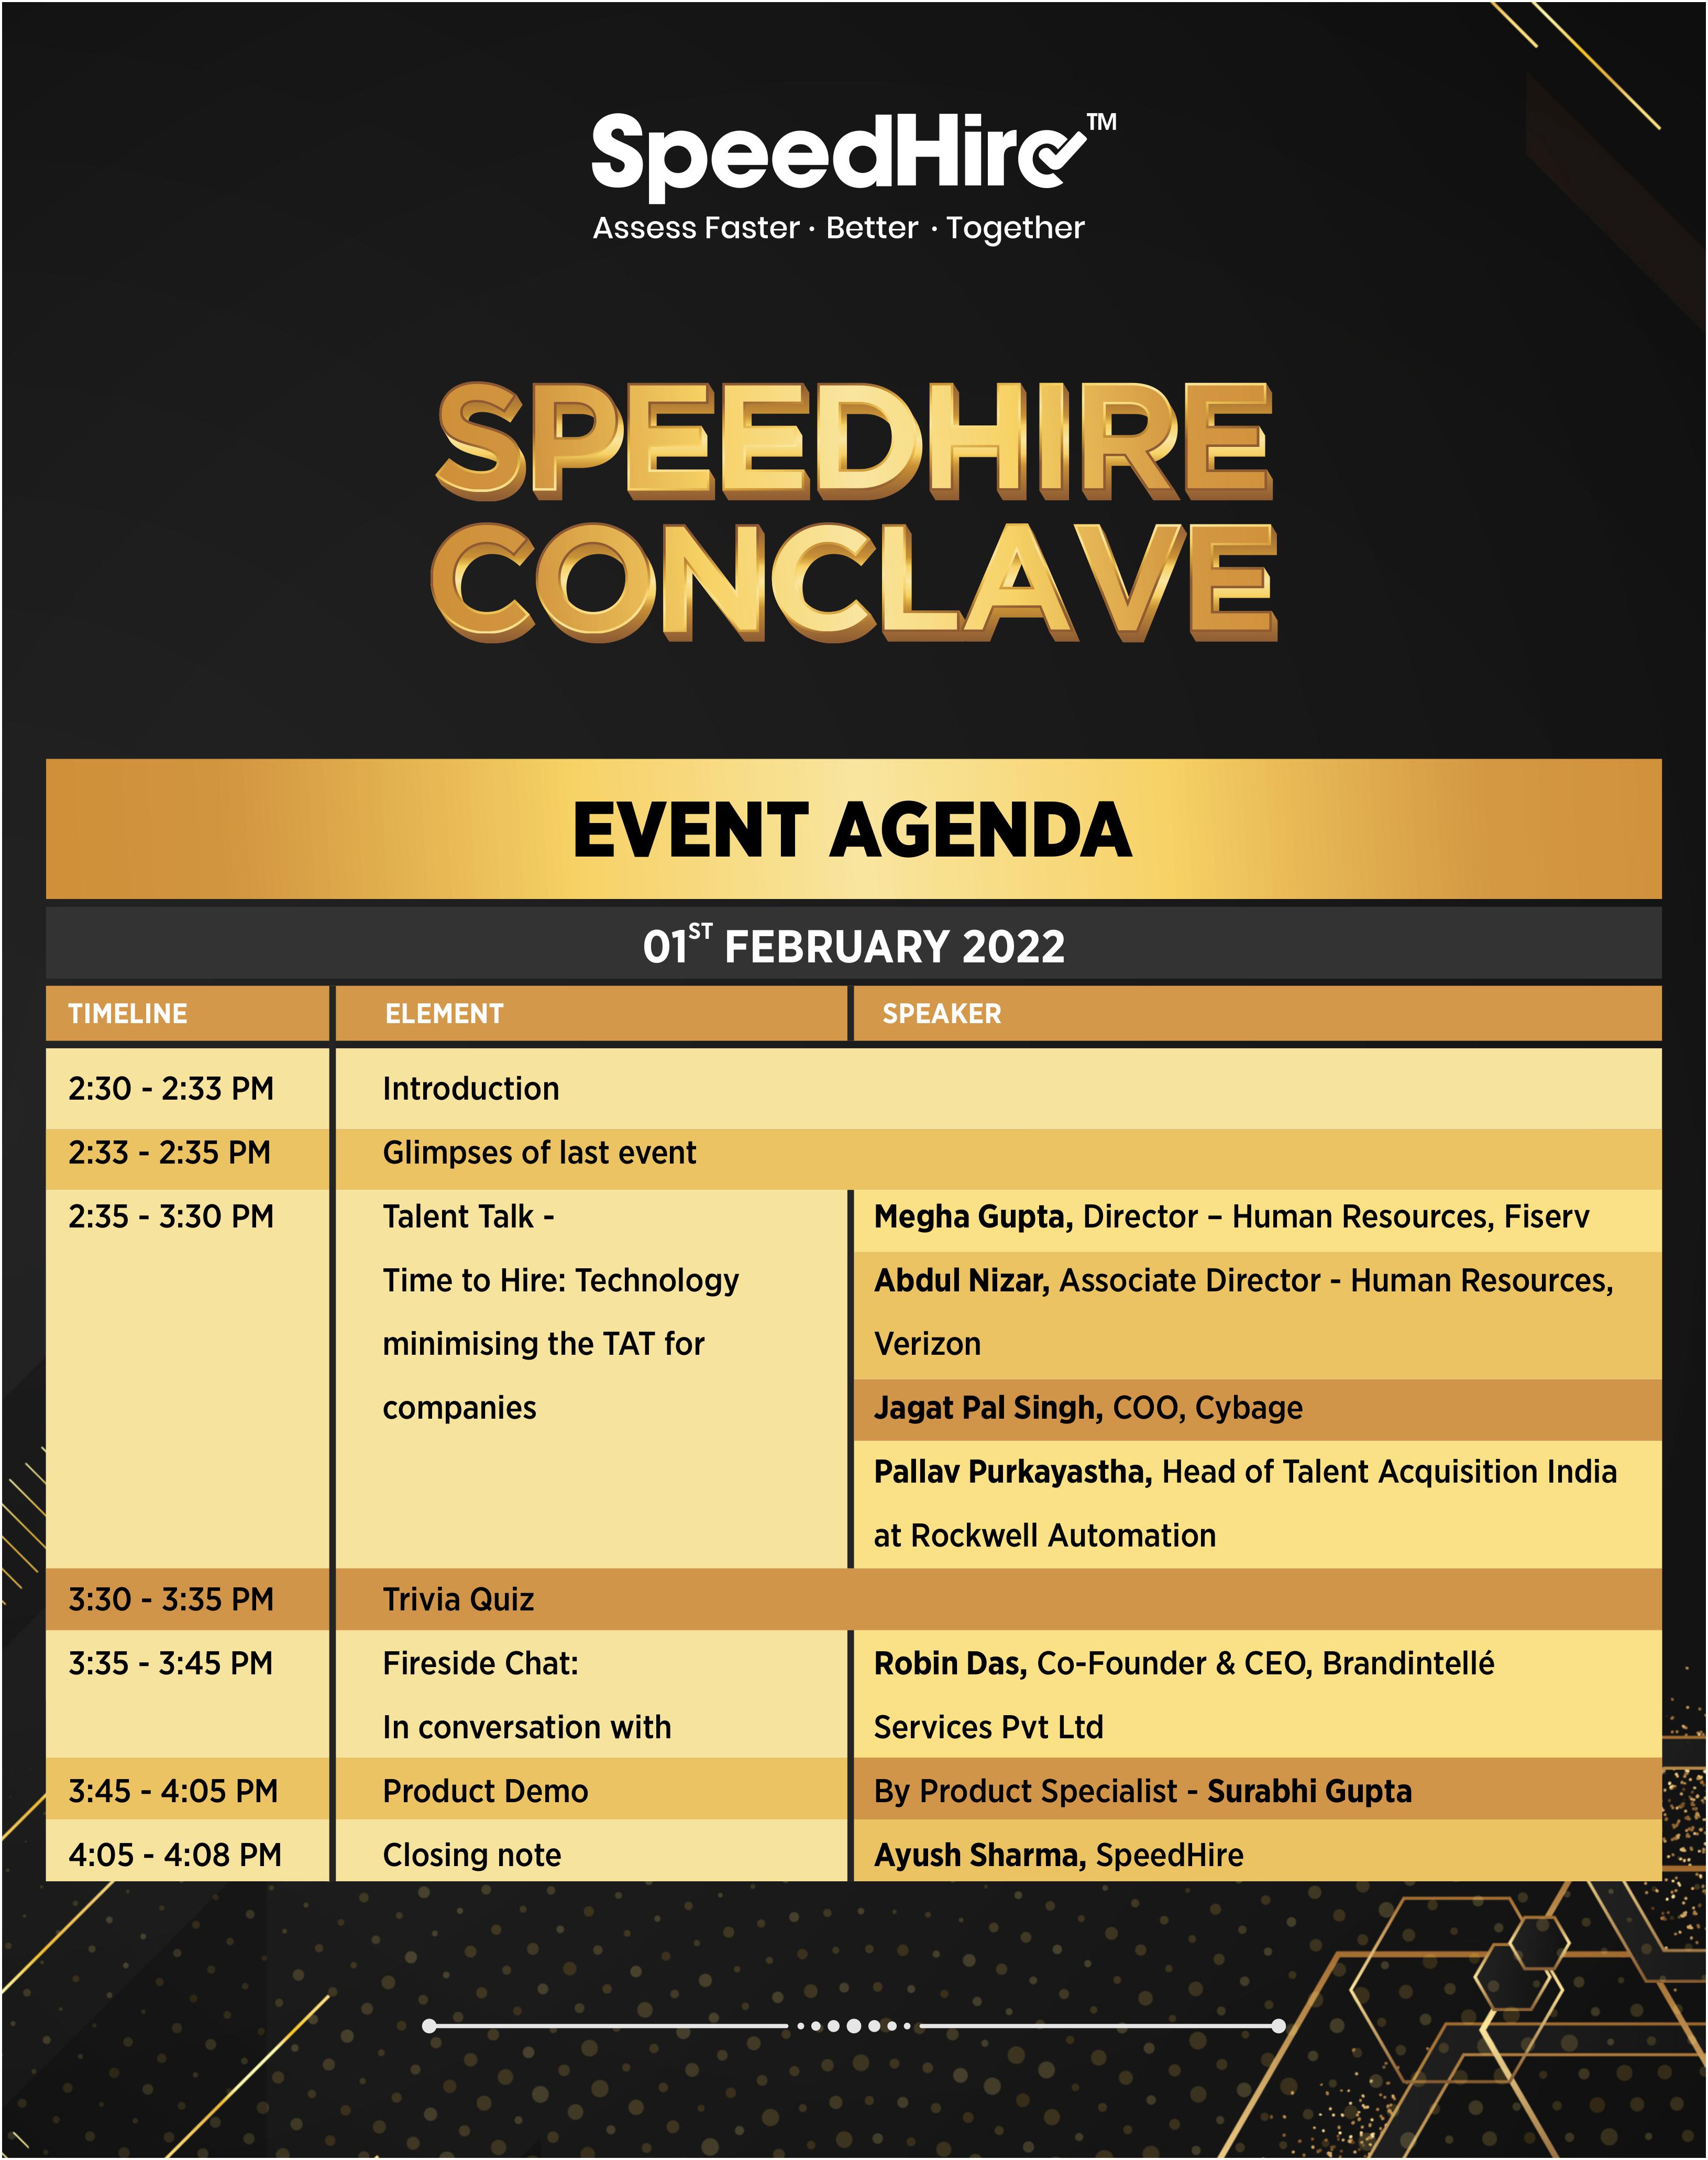 SpeedHire™
Assess Faster · Better · Together
SPEEDHIRE
CONCLAVE
EVENT AGENDA
01ST FEBRUARY 2022
TIMELINE ELEMENT SPEAKER
2:30 - 2:33 PM Introduction
2:33 - 2:35 PM Glimpses of last event
2:35 - 3:30 PM Talent Talk - Megha Gupta, Director – Human Resources, Fiserv
Time to Hire: Technology Abdul Nizar, Associate Director - Human Resources,
minimising the TAT for Verizon
companies Jagat Pal Singh, COO, Cybage
Pallav Purkayastha, Head of Talent Acquisition India
at Rockwell Automation
3:30 - 3:35 PM Trivia Quiz
3:35 - 3:45 PM Fireside Chat: Robin Das, Co-Founder & CEO, Brandintellé
In conversation with Services Pvt Ltd
3:45 - 4:05 PM Product Demo By Product Specialist - Surabhi Gupta
4:05 - 4:08 PM Closing note Ayush Sharma, SpeedHire